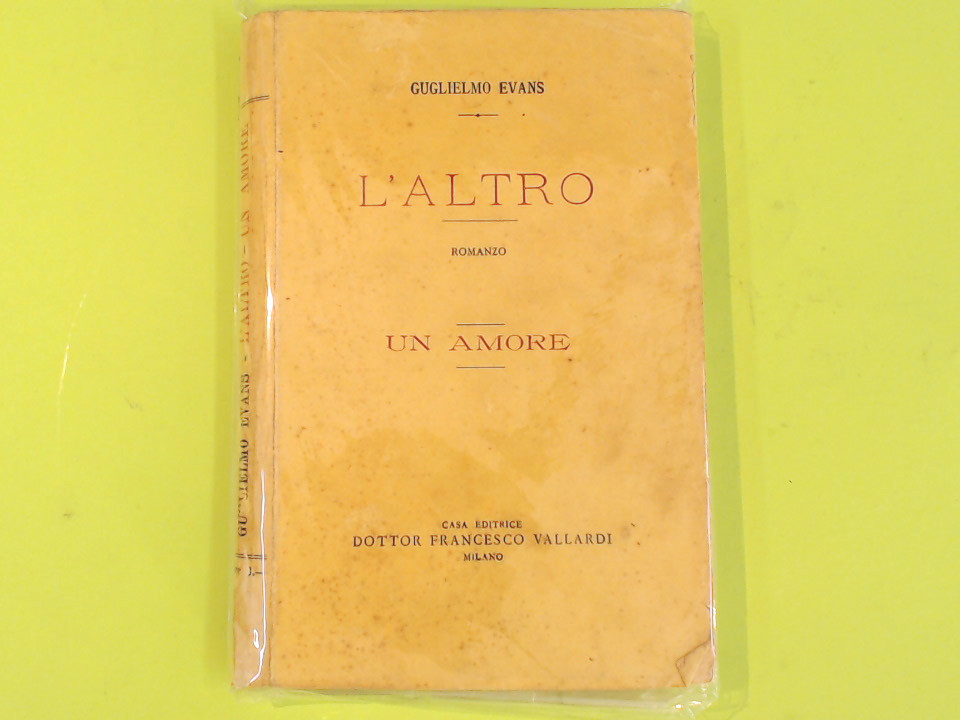 GUGLIELMO EVANS
L'ALTRO
ROMANZO
UN AMORE
CASA EDITRICE
DOTTOR FRANCESCO VALLARDI
MILANO
GUGLIELMO EVANS - L'ALTRO - UN AMORE